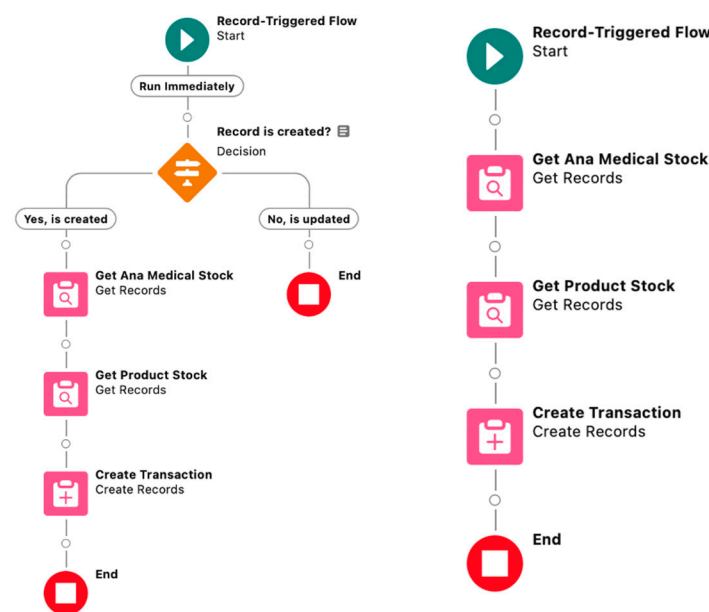 Record-Triggered Flow
Start
Run Immediately
Record is created?
Decision
Yes, is created
No, is updated
Get Ana Medical Stock
Get Records
End
Get Product Stock
Get Records
Create Transaction
Create Records
End
Record-Triggered Flow
Start
Get Ana Medical Stock
Get Records
Get Product Stock
Get Records
Create Transaction
Create Records
End